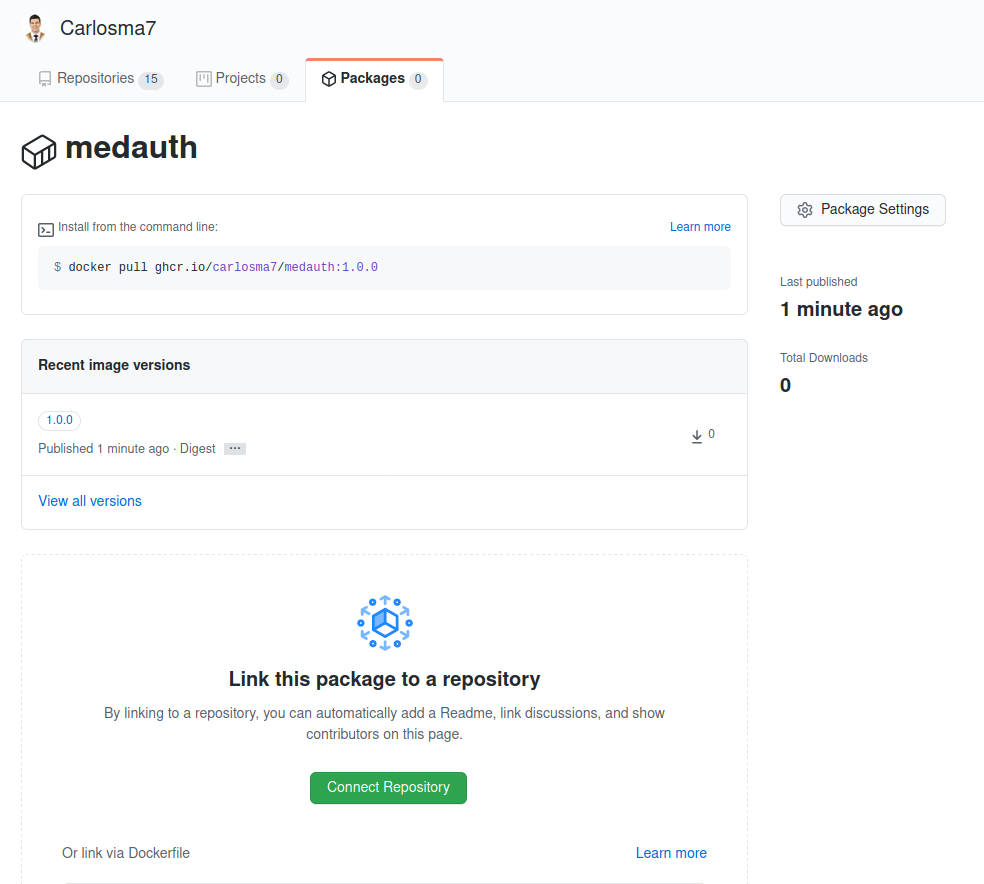 Carlosma7
Repositories 15 Projects 0 Packages 0
medauth
Install from the command line: Learn more
$ docker pull ghcr.io/carlosma7/medauth:1.0.0
Package Settings
Last published
1 minute ago
Total Downloads
0
Recent image versions
1.0.0
Published 1 minute ago · Digest ...
0
View all versions
Link this package to a repository
By linking to a repository, you can automatically add a Readme, link discussions, and show
contributors on this page.
Connect Repository
Or link via Dockerfile Learn more